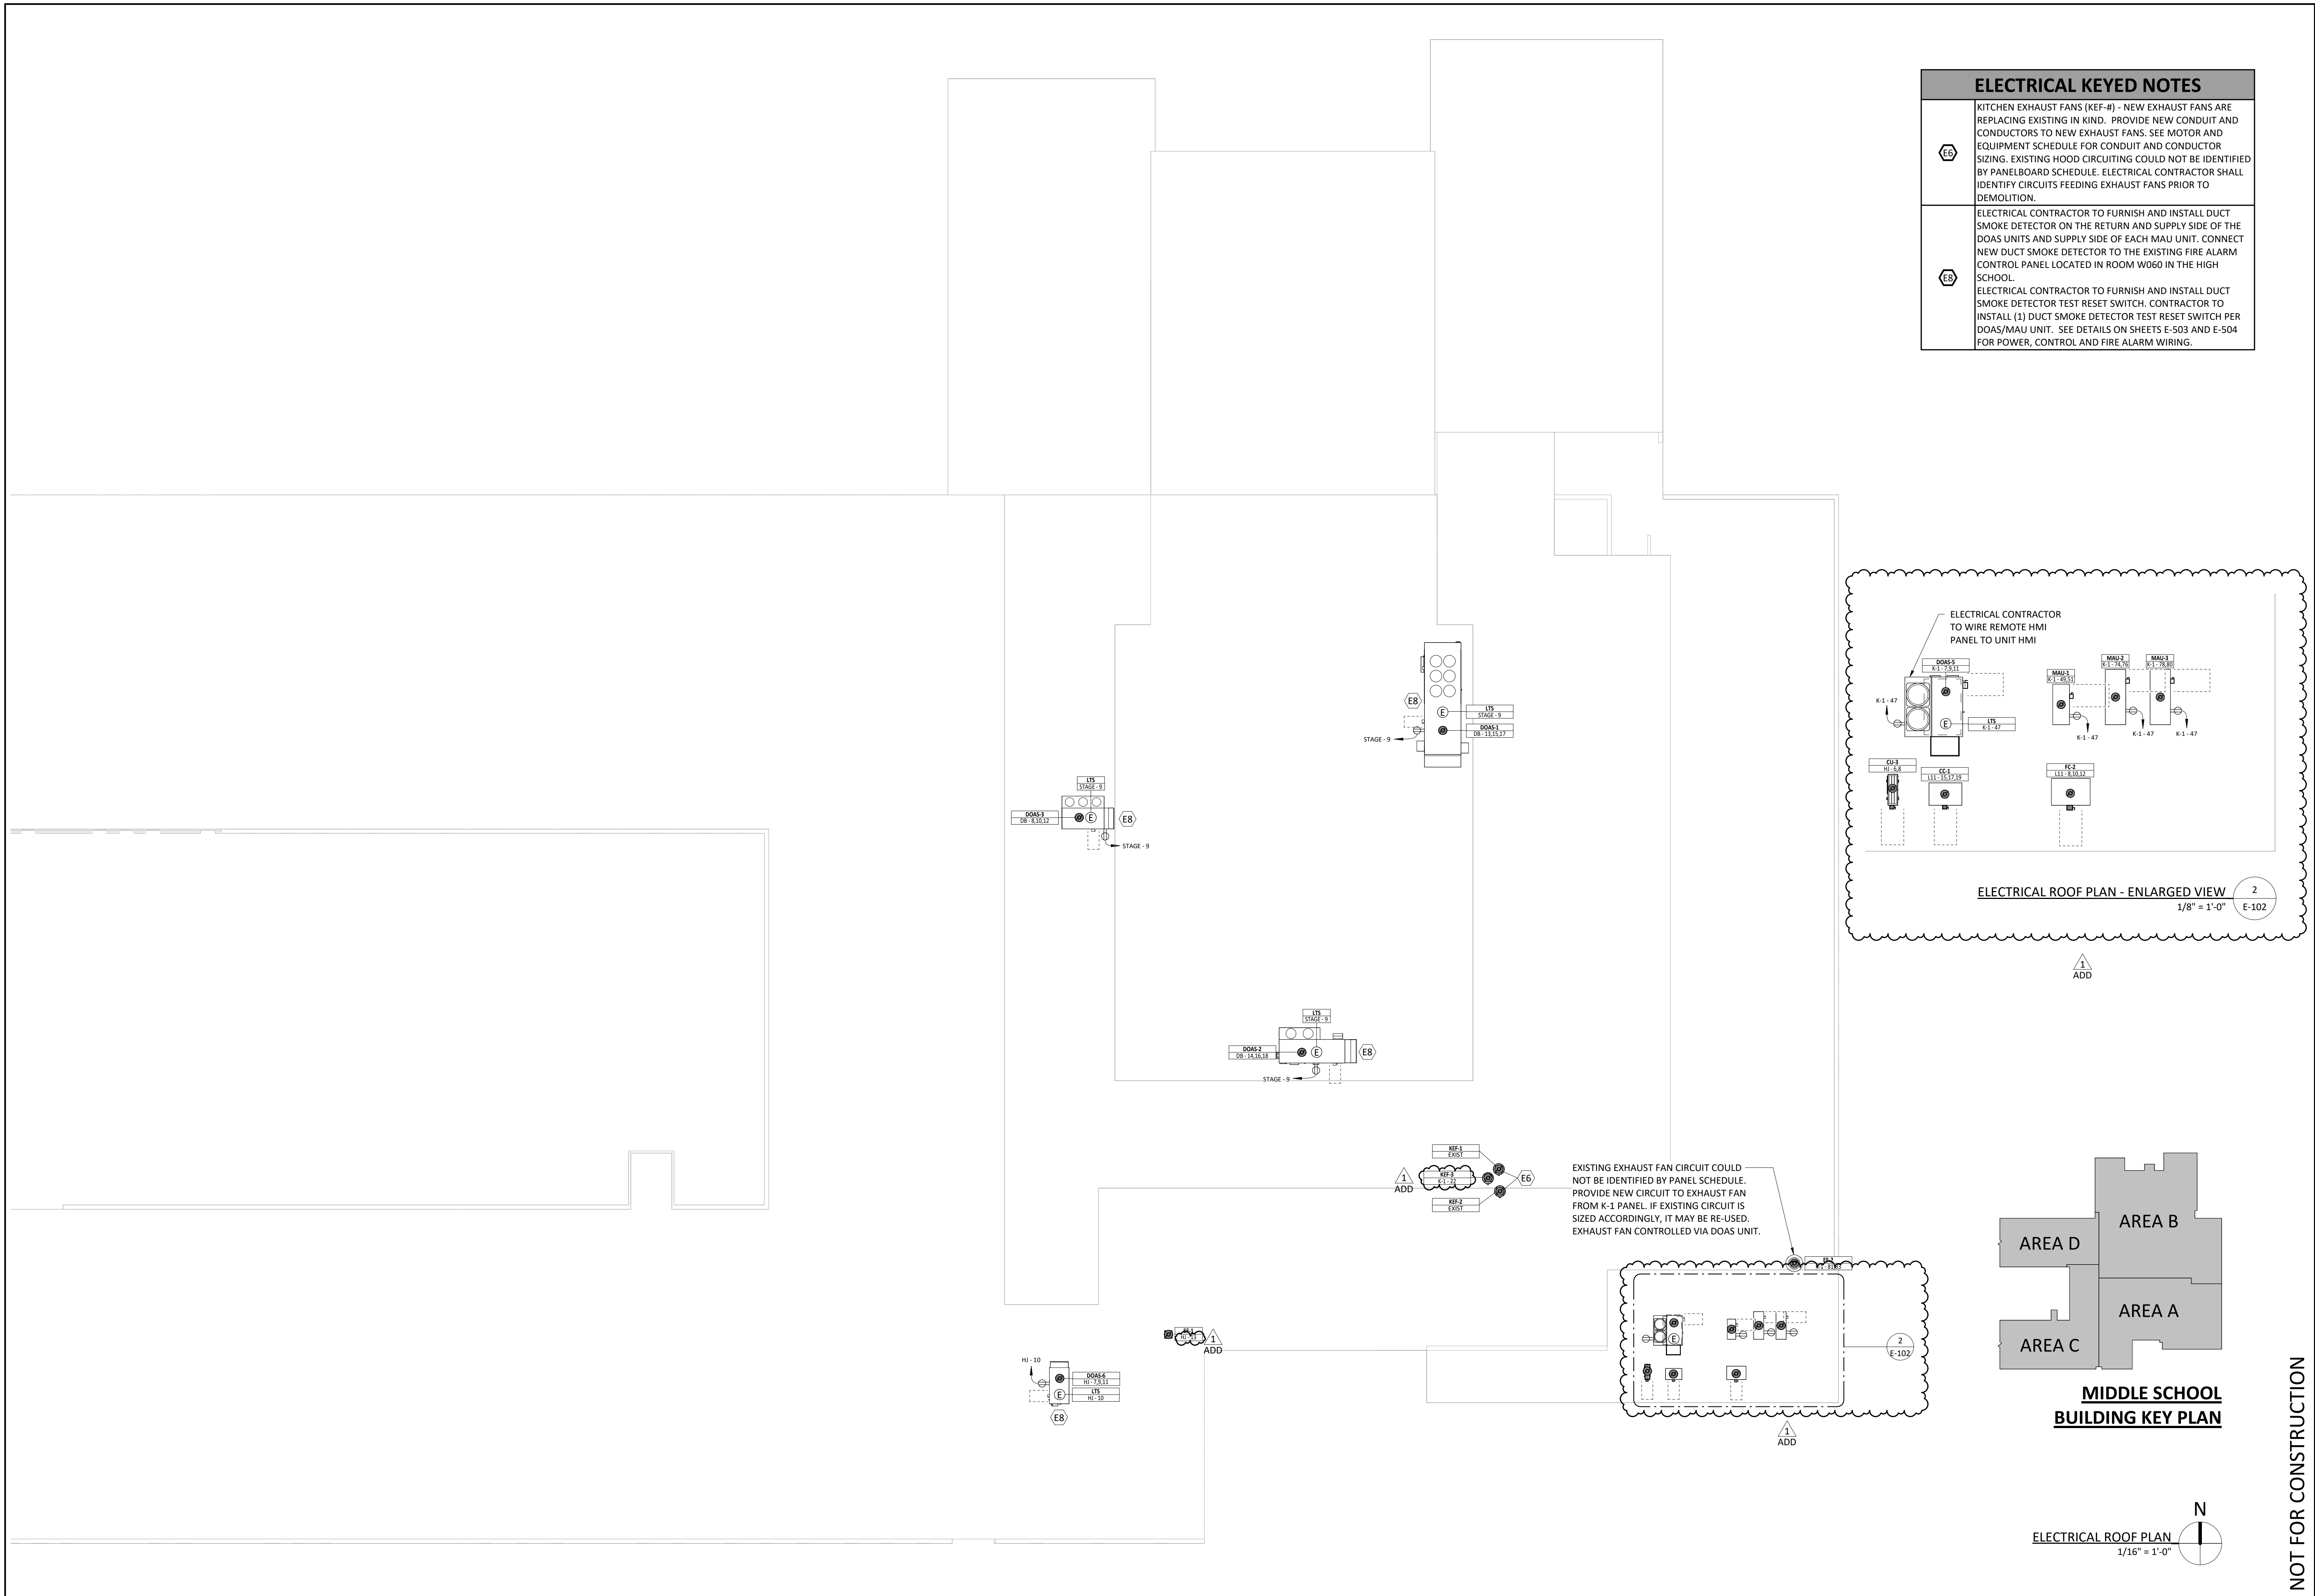 ELECTRICAL KEYED NOTES
E6
KITCHEN EXHAUST FANS (KEF-#) - NEW EXHAUST FANS ARE
REPLACING EXISTING IN KIND. PROVIDE NEW CONDUIT AND
CONDUCTORS TO NEW EXHAUST FANS. SEE MOTOR AND
EQUIPMENT SCHEDULE FOR CONDUIT AND CONDUCTOR
SIZING. EXISTING HOOD CIRCUITING COULD NOT BE IDENTIFIED
BY PANELBOARD SCHEDULE. ELECTRICAL CONTRACTOR SHALL
IDENTIFY CIRCUITS FEEDING EXHAUST FANS PRIOR TO
DEMOLITION.
E8
ELECTRICAL CONTRACTOR TO FURNISH AND INSTALL DUCT
SMOKE DETECTOR ON THE RETURN AND SUPPLY SIDE OF THE
DOAS UNITS AND SUPPLY SIDE OF EACH MAU UNIT. CONNECT
NEW DUCT SMOKE DETECTOR TO THE EXISTING FIRE ALARM
CONTROL PANEL LOCATED IN ROOM W060 IN THE HIGH
SCHOOL.
ELECTRICAL CONTRACTOR TO FURNISH AND INSTALL DUCT
SMOKE DETECTOR TEST RESET SWITCH. CONTRACTOR TO
INSTALL (1) DUCT SMOKE DETECTOR TEST RESET SWITCH PER
DOAS/MAU UNIT. SEE DETAILS ON SHEETS E-503 AND E-504
FOR POWER, CONTROL AND FIRE ALARM WIRING.
ELECTRICAL CONTRACTOR
TO WIRE REMOTE HMI
PANEL TO UNIT HMI
DOAS-5
K-1 - 7,9,11
K-1 - 47
E
LTS
K-1 - 47
MAU-1
K-1 - 49,51
K-1 - 47
MAU-2
K-1 - 74,76
K-1 - 47
MAU-3
K-1 - 78,80
K-1 - 47
CU-3
HJ - 6,8
CC-1
L11 - 15,17,19
FC-2
L11 - 8,10,12
ELECTRICAL ROOF PLAN - ENLARGED VIEW
1/8" = 1'-0"
2
E-102
1
ADD
E8
E
LTS
STAGE - 9
DOAS-1
DB - 13,15,17
STAGE - 9
LTS
STAGE - 9
DOAS-3
DB - 8,10,12
E
E8
STAGE - 9
LTS
STAGE - 9
DOAS-2
DB - 14,16,18
E
E8
STAGE - 9
KEF-1
EXIST
1
ADD
KEF-3
K-1 - 22
E6
KEF-2
EXIST
EXISTING EXHAUST FAN CIRCUIT COULD
NOT BE IDENTIFIED BY PANEL SCHEDULE.
PROVIDE NEW CIRCUIT TO EXHAUST FAN
FROM K-1 PANEL. IF EXISTING CIRCUIT IS
SIZED ACCORDINGLY, IT MAY BE RE-USED.
EXHAUST FAN CONTROLLED VIA DOAS UNIT.
E
2
E-102
1
ADD
1
ADD
HJ - 10
DOAS-6
HJ - 7,9,11
E
LTS
HJ - 10
E8
AREA B
AREA D
AREA A
AREA C
MIDDLE SCHOOL
BUILDING KEY PLAN
N
ELECTRICAL ROOF PLAN
1/16" = 1'-0"
NOT FOR CONSTRUCTION